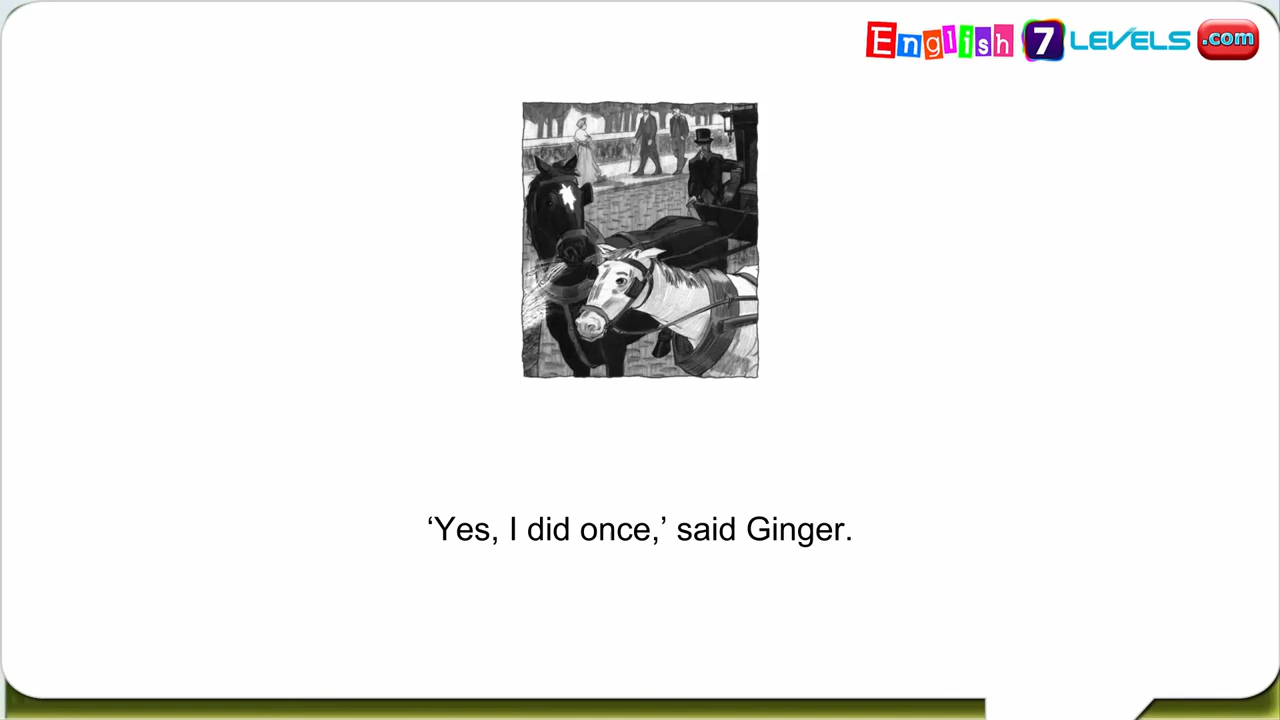 English 7 LEVELS .com
‘Yes, I did once,’ said Ginger.